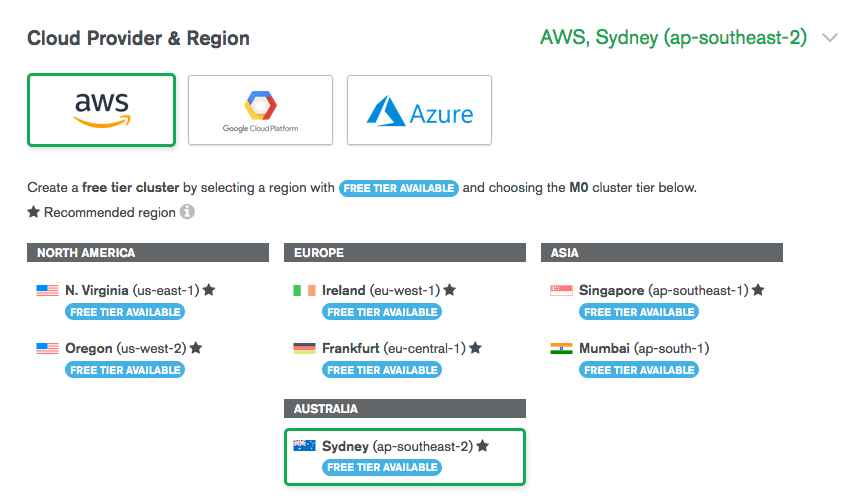 Cloud Provider & Region
AWS, Sydney (ap-southeast-2)
aws
Google Cloud Platform
Azure
Create a free tier cluster by selecting a region with FREE TIER AVAILABLE and choosing the M0 cluster tier below.
★ Recommended region i
NORTH AMERICA
N. Virginia (us-east-1) ★
FREE TIER AVAILABLE
Oregon (us-west-2) ★
FREE TIER AVAILABLE
EUROPE
Ireland (eu-west-1) ★
FREE TIER AVAILABLE
Frankfurt (eu-central-1) ★
FREE TIER AVAILABLE
ASIA
Singapore (ap-southeast-1) ★
FREE TIER AVAILABLE
Mumbai (ap-south-1)
FREE TIER AVAILABLE
AUSTRALIA
Sydney (ap-southeast-2) ★
FREE TIER AVAILABLE